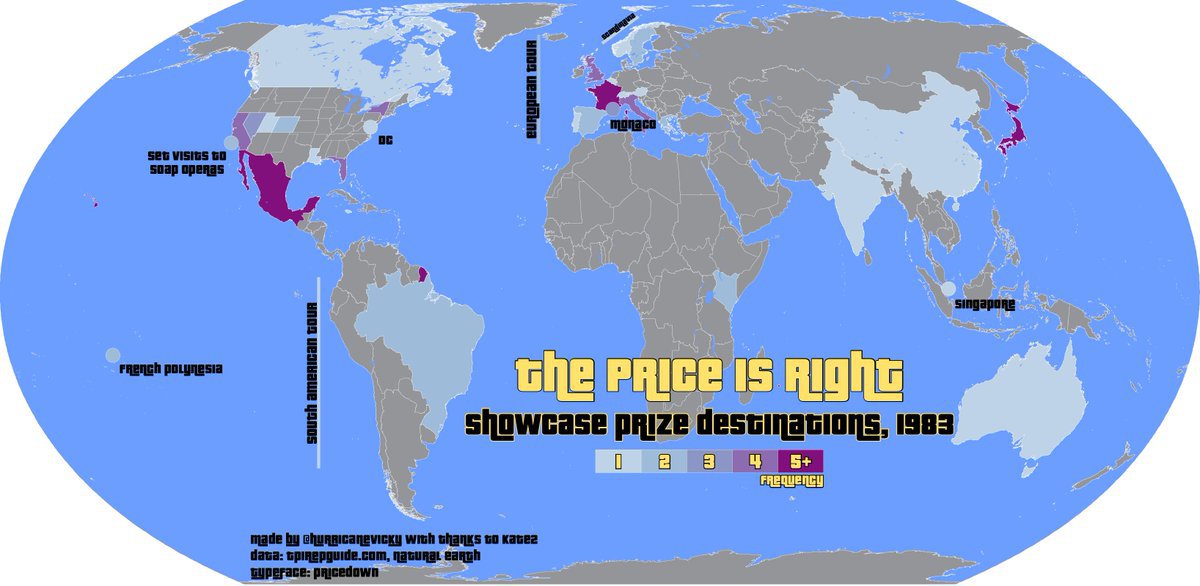 Scandinavia
European Tour
Monaco
DC
Set visits to
soap operas
Singapore
South American Tour
French Polynesia
The Price is Right
Showcase prize destinations, 1983
1 2 3 4 5+
Frequency
made by @hurricanevicky with thanks to Kate2
data: tpirepguide.com, natural earth
typeface: pricedown